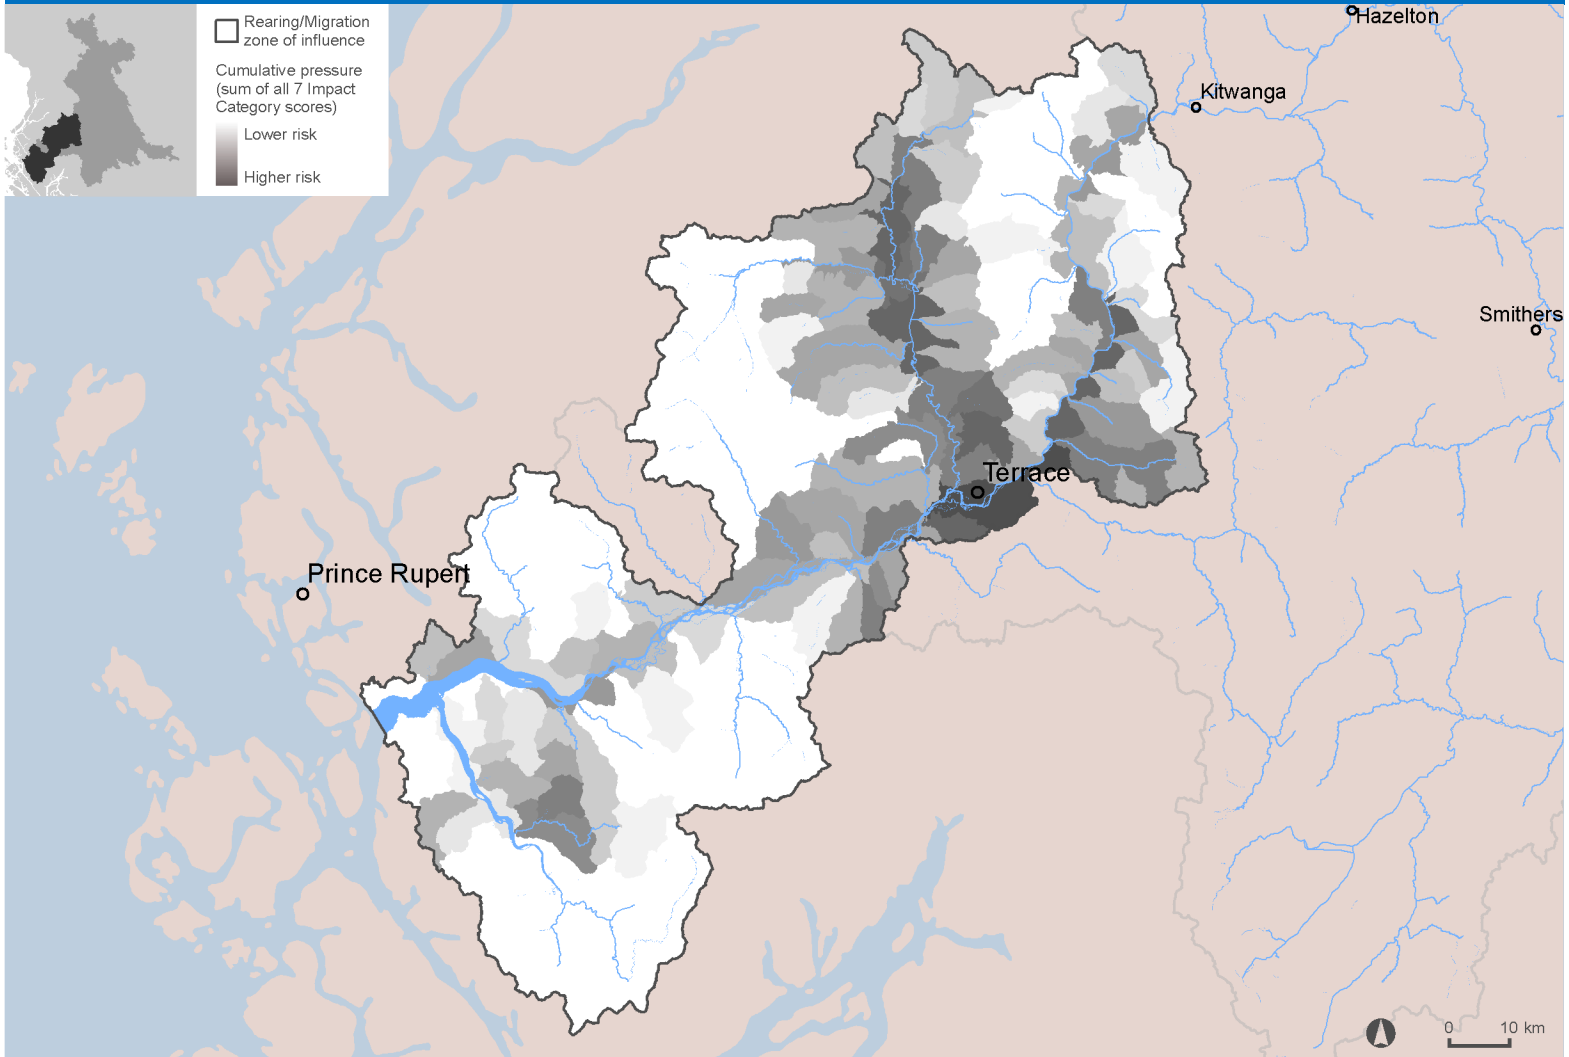 Rearing/Migration
zone of influence
Cumulative pressure
(sum of all 7 Impact
Category scores)
Lower risk
Higher risk
Hazelton
Kitwanga
Smithers
Terrace
Prince Rupert
0 10 km